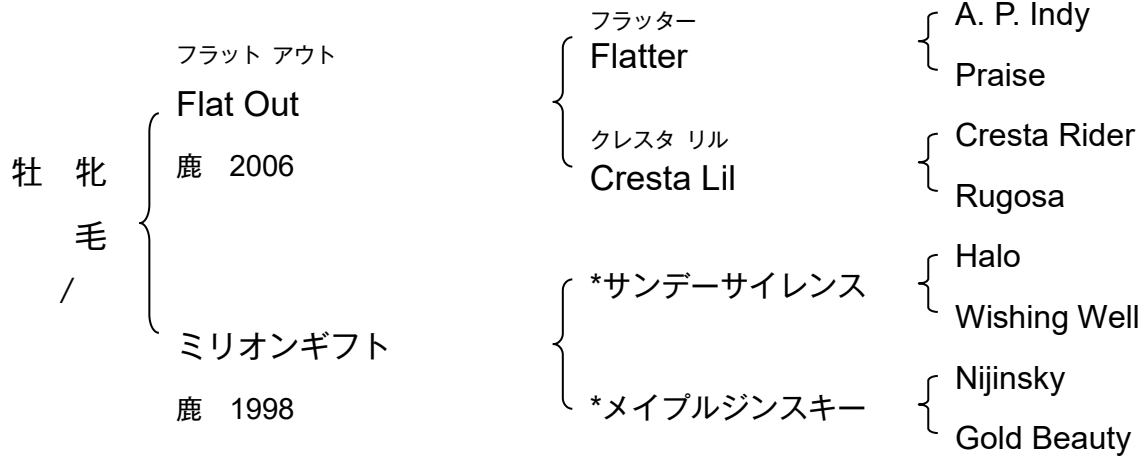 牡 牝
毛
/
フラット アウト
Flat Out
鹿 2006
ミリオンギフト
鹿 1998
フラッター
Flatter
クレスタ リル
Cresta Lil
*サンデーサイレンス
*メイプルジンスキー
A. P. Indy
Praise
Cresta Rider
Rugosa
Halo
Wishing Well
Nijinsky
Gold Beauty